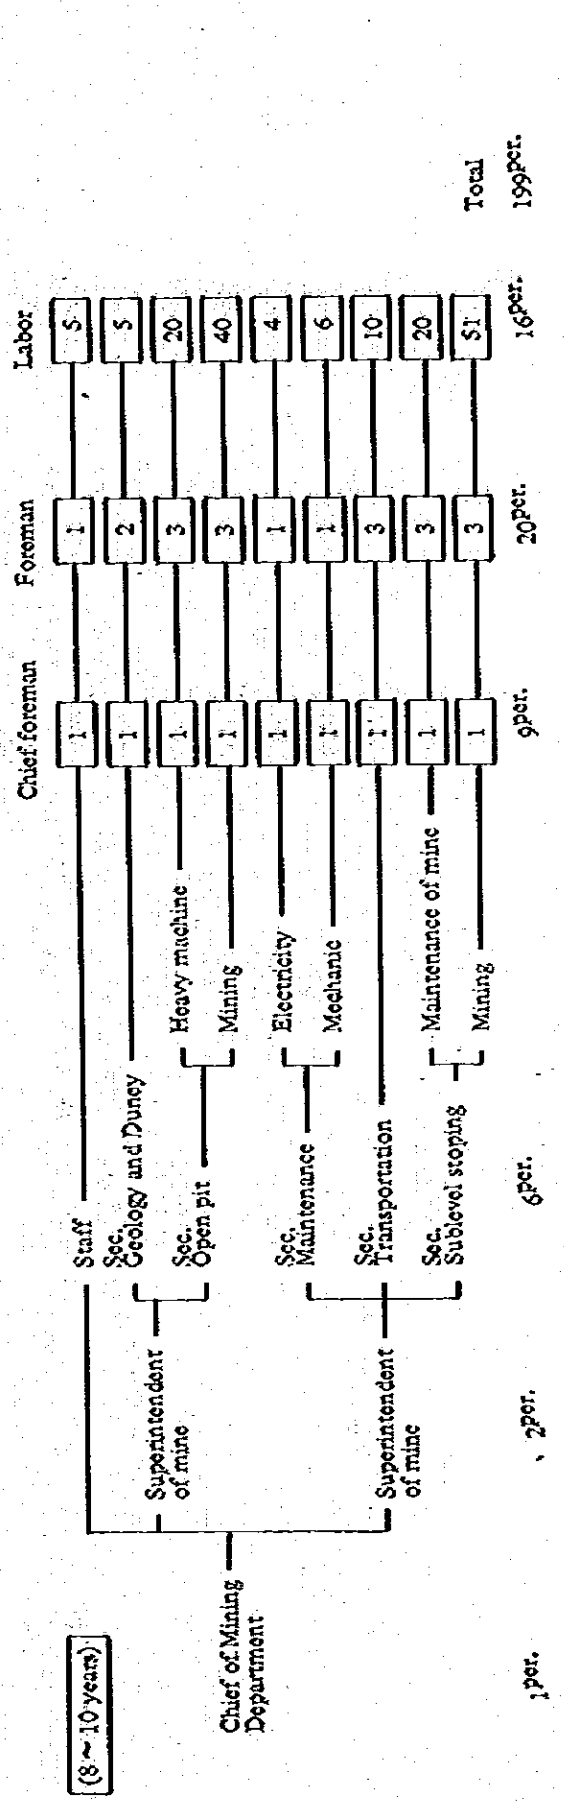 (8 ~ 10 years)
Chief foreman
Foreman
Labor
Staff
1
1
5
Sec.
Geology and Duney
1
2
5
Superintendent
of mine
Sec.
Open pit
Heavy machine
1
3
20
Mining
1
3
40
Chief of Mining
Department
Sec.
Maintenance
Electricity
1
1
4
Mechanic
1
1
6
Superintendent
of mine
Sec.
Transportation
1
3
10
Sec.
Sublevel stoping
Maintenance of mine
1
3
20
Mining
1
3
51
Total
1per.
2per.
6per.
9per.
20per.
16per.
199per.